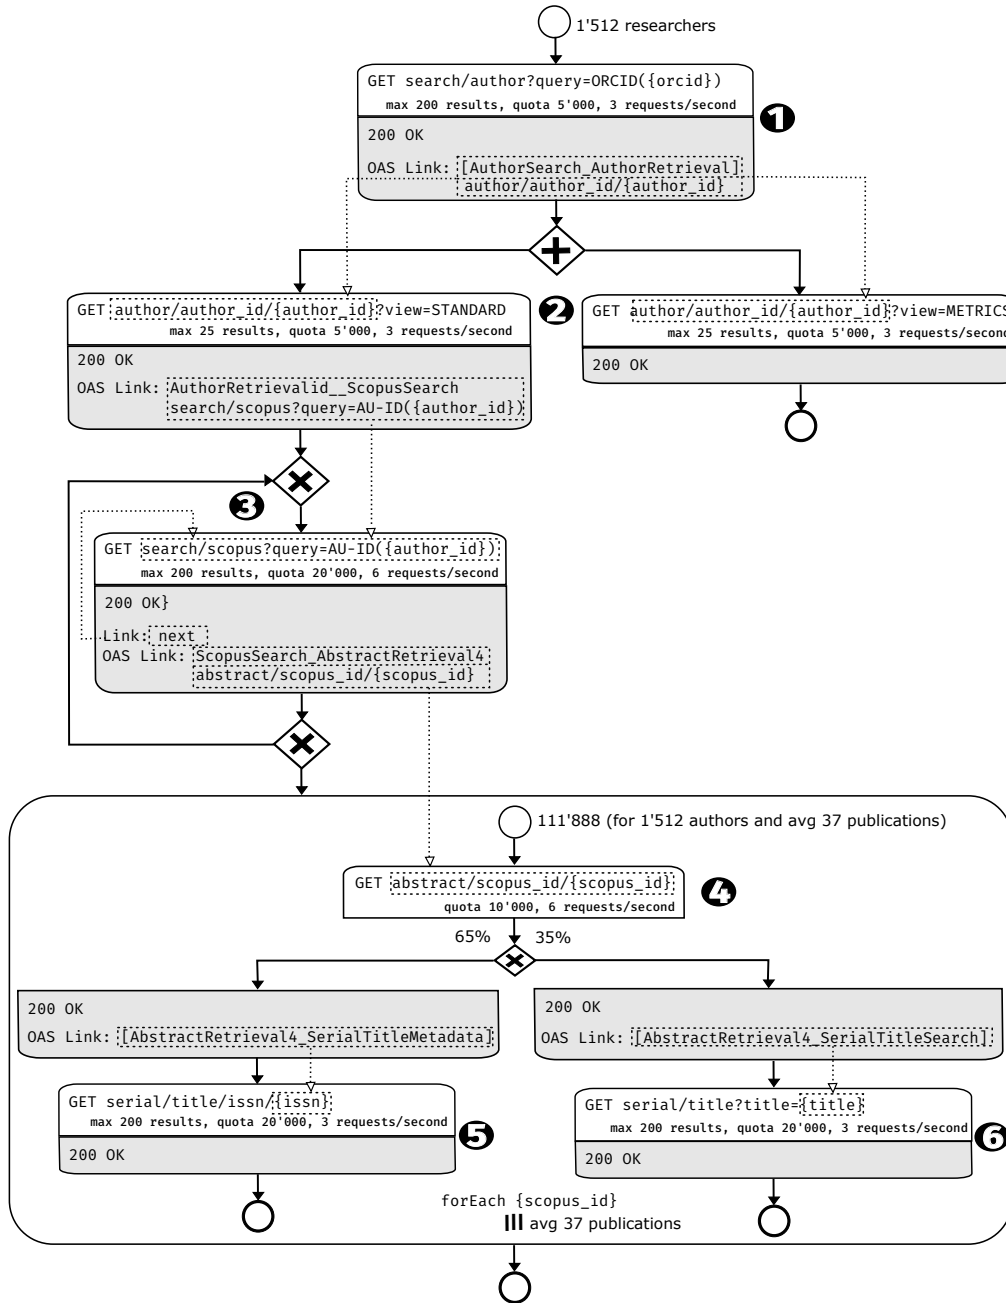 1'512 researchers
GET search/author?query=ORCID({orcid})
max 200 results, quota 5'000, 3 requests/second
1
200 OK
OAS Link: [AuthorSearch_AuthorRetrieval]
author/author_id/{author_id}
GET author/author_id/{author_id}?view=STANDARD
max 25 results, quota 5'000, 3 requests/second
200 OK
OAS Link: AuthorRetrievalid__ScopusSearch
search/scopus?query=AU-ID({author_id})
2
GET author/author_id/{author_id}?view=METRICS
max 25 results, quota 5'000, 3 requests/second
200 OK
3
GET search/scopus?query=AU-ID({author_id})
max 200 results, quota 20'000, 6 requests/second
200 OK}
Link: next
OAS Link: ScopusSearch_AbstractRetrieval4
abstract/scopus_id/{scopus_id}
111'888 (for 1'512 authors and avg 37 publications)
GET abstract/scopus_id/{scopus_id}
quota 10'000, 6 requests/second
4
65% 35%
200 OK
OAS Link: [AbstractRetrieval4_SerialTitleMetadata]
200 OK
OAS Link: [AbstractRetrieval4_SerialTitleSearch]
GET serial/title/issn/{issn}
max 200 results, quota 20'000, 3 requests/second
200 OK
5
GET serial/title?title={title}
max 200 results, quota 20'000, 3 requests/second
200 OK
6
forEach {scopus_id}
avg 37 publications